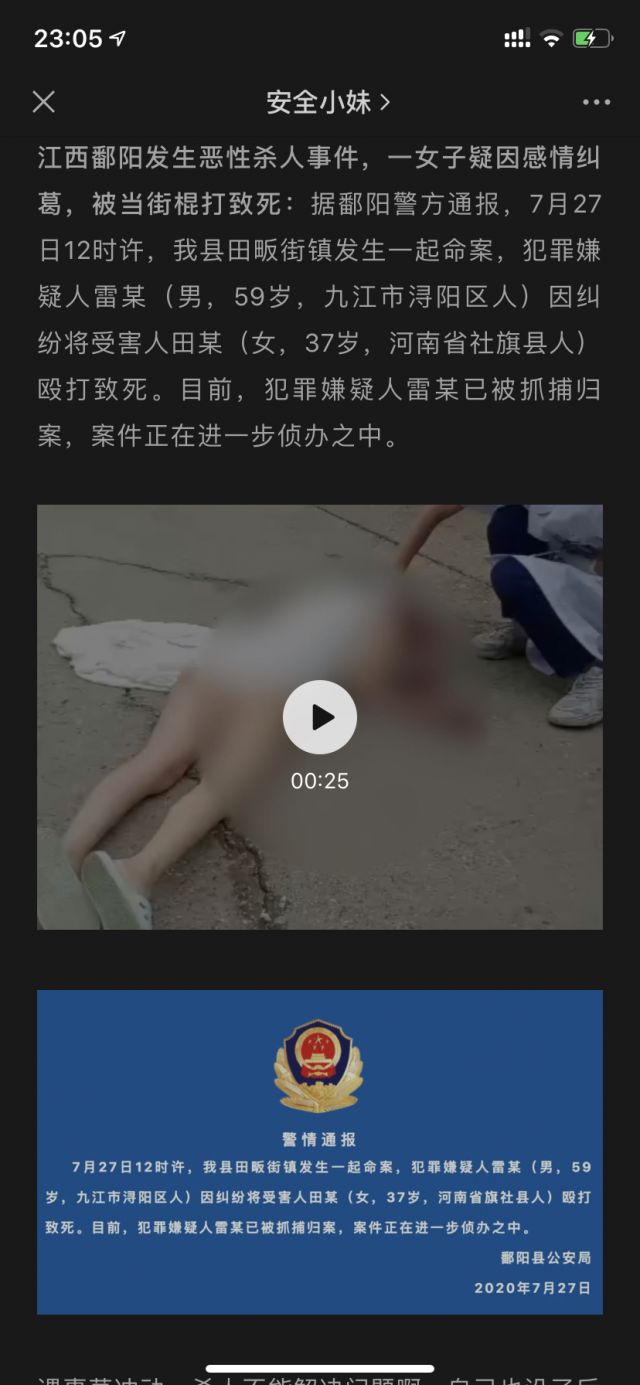 23:05
安全小妹
江西鄱阳发生恶性杀人事件，一女子疑因感情纠
葛，被当街棍打致死：据鄱阳警方通报，7月27
日12时许，我县田畈街镇发生一起命案，犯罪嫌
疑人雷某（男，59岁，九江市浔阳区人）因纠
纷将受害人田某（女，37岁，河南省社旗县人）
殴打致死。目前，犯罪嫌疑人雷某已被抓捕归
案，案件正在进一步侦办之中。
00:25
警情通报
7月27日12时许，我县田畈街镇发生一起命案，犯罪嫌疑人雷某（男，59
岁，九江市浔阳区人）因纠纷将受害人田某（女，37岁，河南省旗社县人）殴打
致死。目前，犯罪嫌疑人雷某已被抓捕归案，案件正在进一步侦办之中。
鄱阳县公安局
2020年7月27日